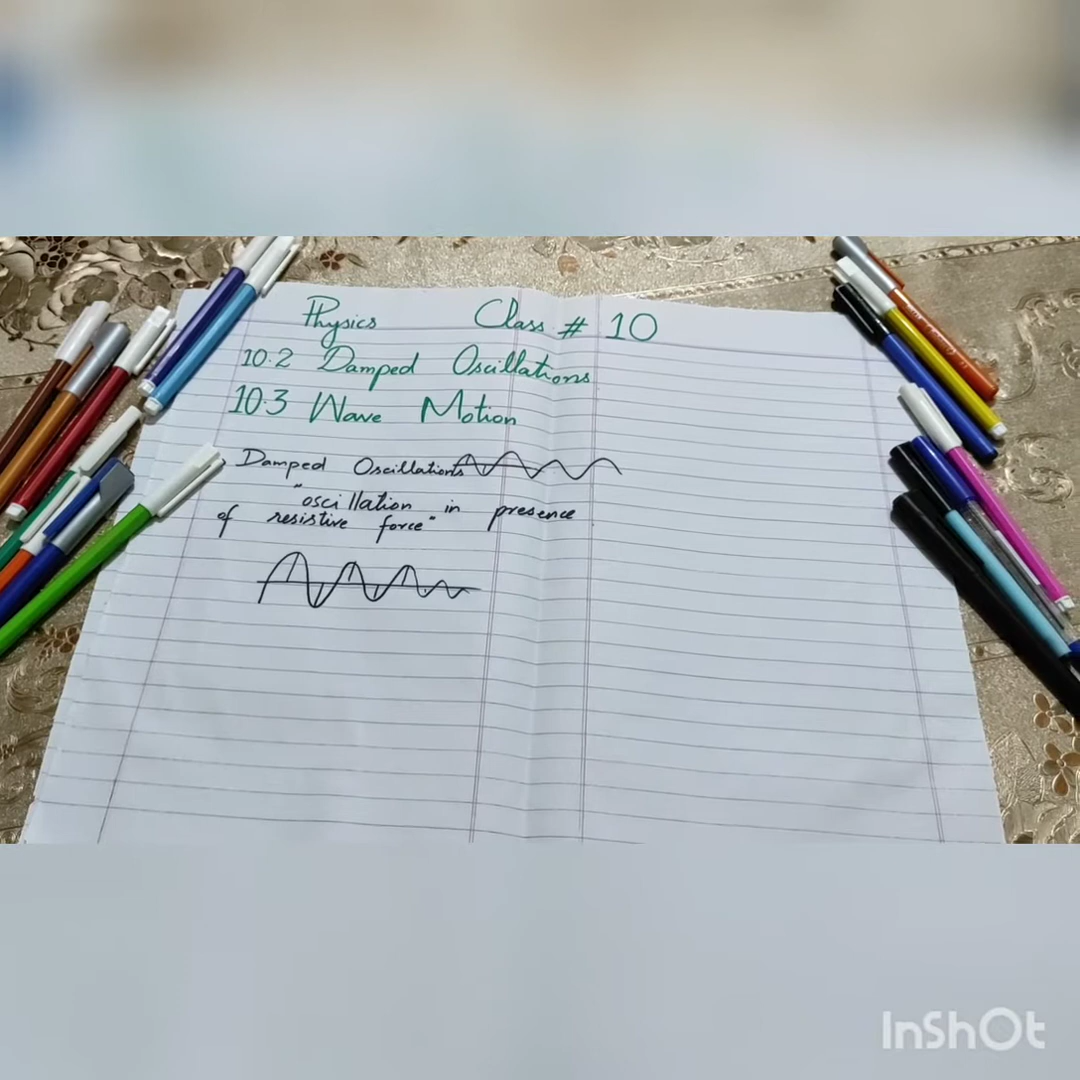 Physics Class # 10
10.2 Damped Oscillations
10.3 Wave Motion
Damped Oscillations
"oscillation in presence
of resistive force"
InShOt